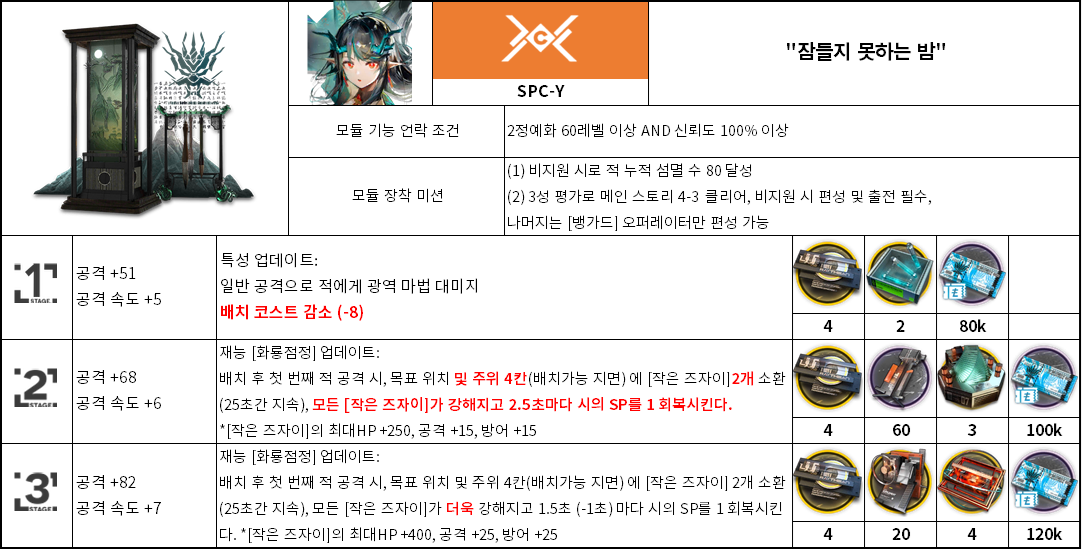 "잠들지 못하는 밤"
SPC-Y
모듈 기능 언락 조건
2정예화 60레벨 이상 AND 신뢰도 100% 이상
모듈 장착 미션
(1) 비지원 시로 적 누적 섬멸 수 80 달성
(2) 3성 평가로 메인 스토리 4-3 클리어, 비지원 시 편성 및 출전 필수,
나머지는 [뱅가드] 오퍼레이터만 편성 가능
1
STAGE
공격 +51
공격 속도 +5
특성 업데이트:
일반 공격으로 적에게 광역 마법 대미지
배치 코스트 감소 (-8)
4
2
80k
2
STAGE
공격 +68
공격 속도 +6
재능 [화룡점정] 업데이트:
배치 후 첫 번째 적 공격 시, 목표 위치 및 주위 4칸(배치가능 지면) 에 [작은 즈자이]2개 소환
(25초간 지속), 모든 [작은 즈자이]가 강해지고 2.5초마다 시의 SP를 1 회복시킨다.
*[작은 즈자이]의 최대HP +250, 공격 +15, 방어 +15
4
60
3
100k
3
STAGE
공격 +82
공격 속도 +7
재능 [화룡점정] 업데이트:
배치 후 첫 번째 적 공격 시, 목표 위치 및 주위 4칸(배치가능 지면) 에 [작은 즈자이] 2개 소환
(25초간 지속), 모든 [작은 즈자이]가 더욱 강해지고 1.5초 (-1초) 마다 시의 SP를 1 회복시킨
다. *[작은 즈자이]의 최대HP +400, 공격 +25, 방어 +25
4
20
4
120k